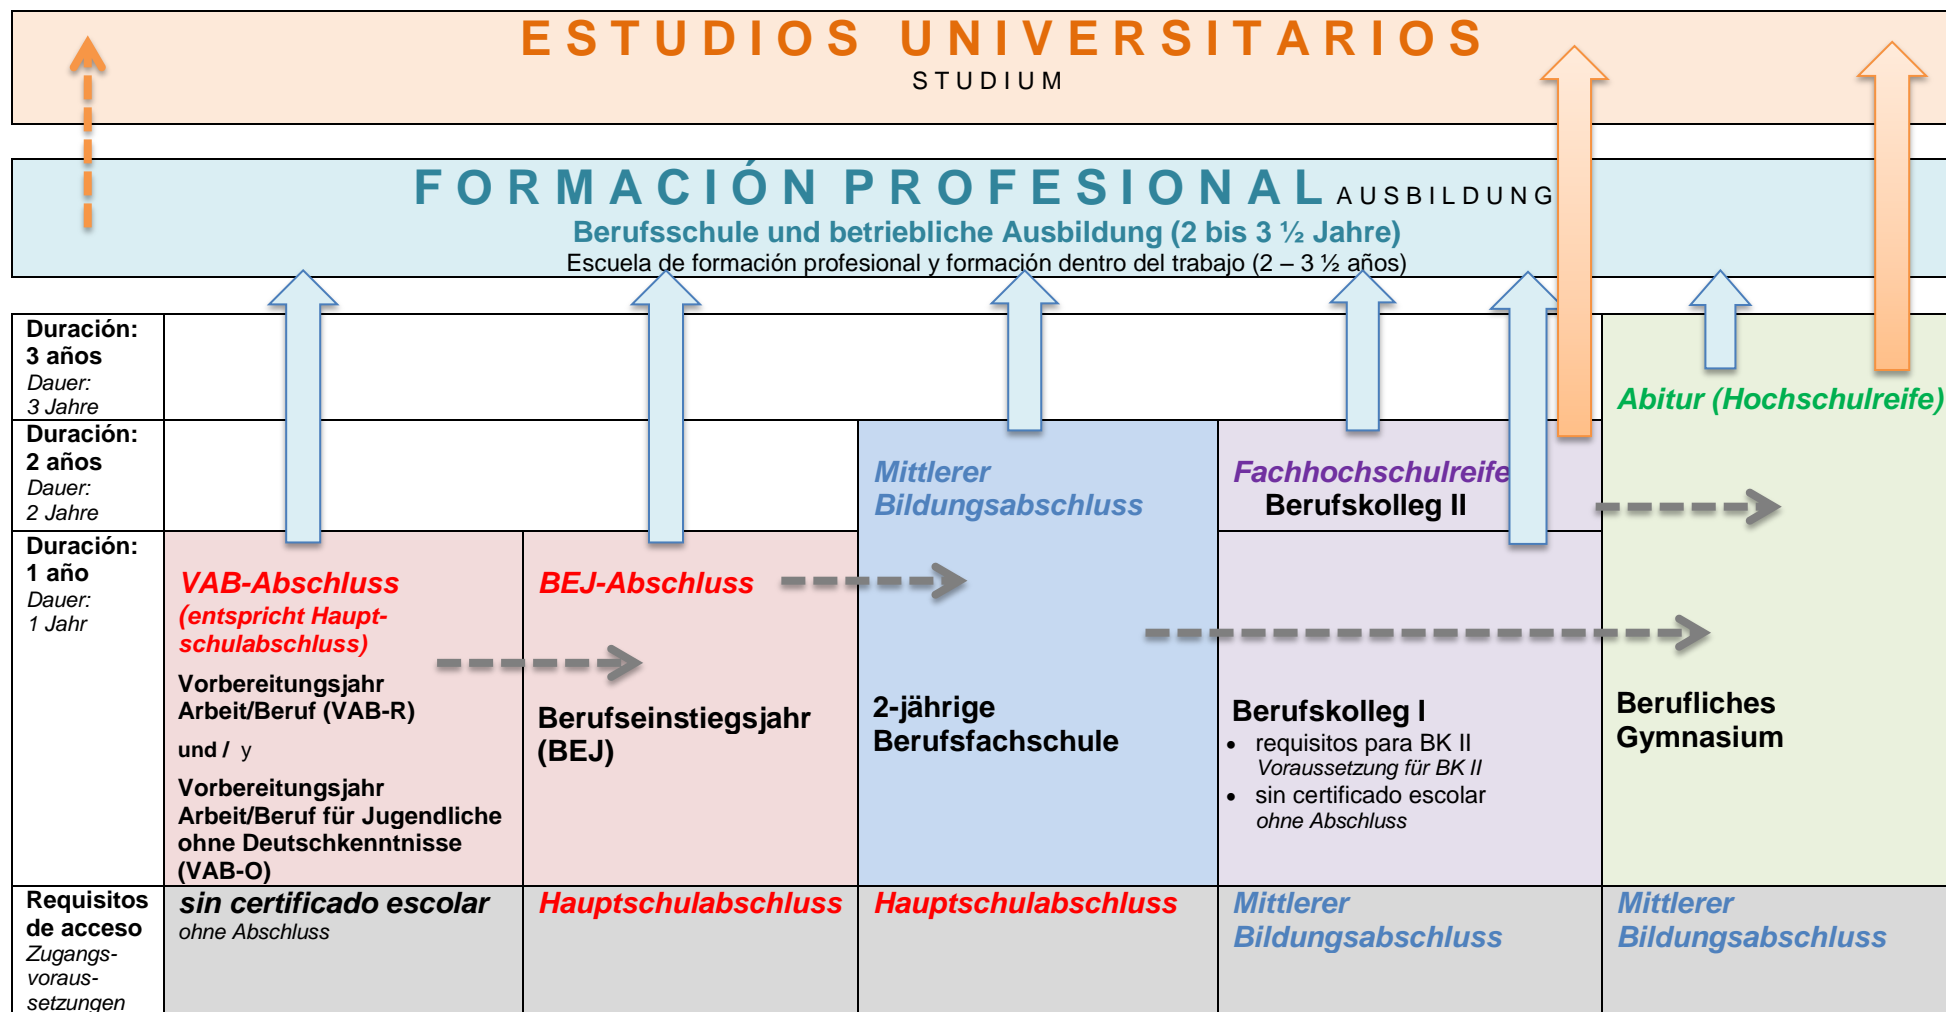 ESTUDIOS UNIVERSITARIOS
STUDIUM
FORMACIÓN PROFESIONAL AUSBILDUNG
Berufsschule und betriebliche Ausbildung (2 bis 3 ½ Jahre)
Escuela de formación profesional y formación dentro del trabajo (2 – 3 ½ años)
Duración:
3 años
Dauer:
3 Jahre
Abitur (Hochschulreife)
Duración:
2 años
Dauer:
2 Jahre
Mittlerer
Bildungsabschluss
Fachhochschulreife
Berufskolleg II
Duración:
1 año
Dauer:
1 Jahr
VAB-Abschluss
(entspricht Haupt-
schulabschluss)
Vorbereitungsjahr
Arbeit/Beruf (VAB-R)
und / y
Vorbereitungsjahr
Arbeit/Beruf für Jugendliche
ohne Deutschkenntnisse
(VAB-O)
BEJ-Abschluss
Berufseinstiegsjahr
(BEJ)
2-jährige
Berufsfachschule
Berufskolleg I
• requisitos para BK II
Voraussetzung für BK II
• sin certificado escolar
ohne Abschluss
Berufliches
Gymnasium
Requisitos
de acceso
Zugangs-
voraus-
setzungen
sin certificado escolar
ohne Abschluss
Hauptschulabschluss
Hauptschulabschluss
Mittlerer
Bildungsabschluss
Mittlerer
Bildungsabschluss